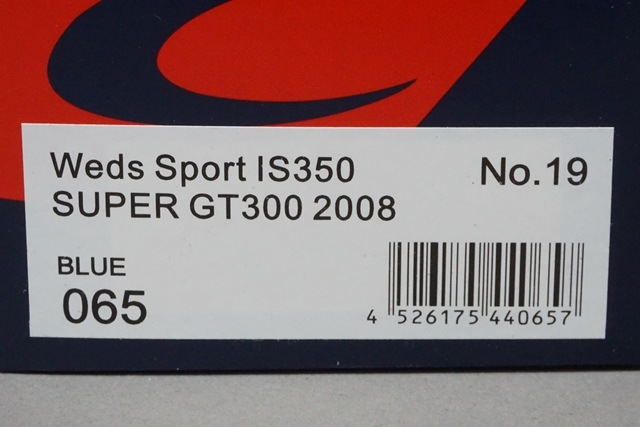 Weds Sport IS350 No.19
SUPER GT300 2008
BLUE
065
4 526175 440657